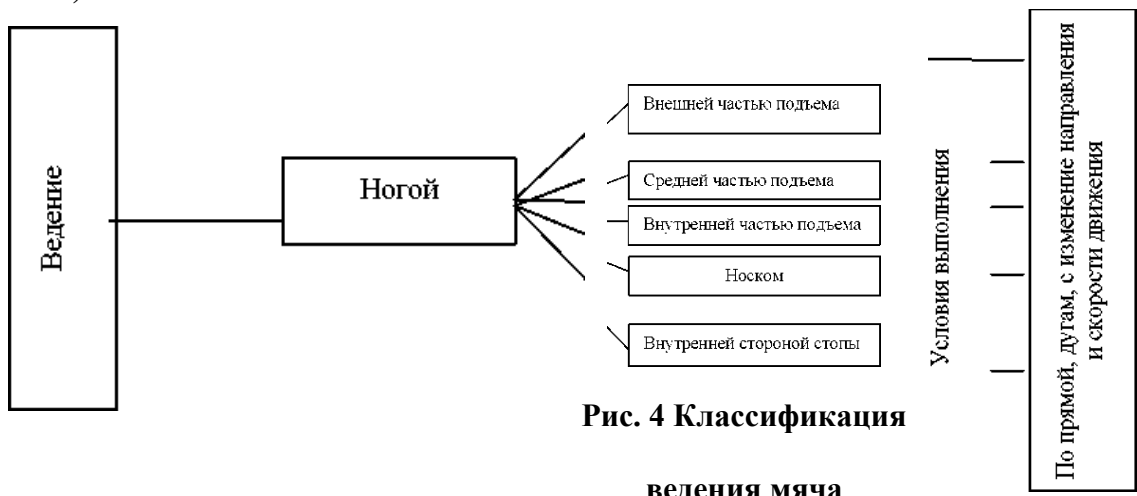 Ведение
Ногой
Внешней частью подъема
Средней частью подъема
Внутренней частью подъема
Носком
Внутренней стороной стопы
Условия выполнения
По прямой, дугам, с изменение направления
и скорости движения
Рис. 4 Классификация
ведения мяча